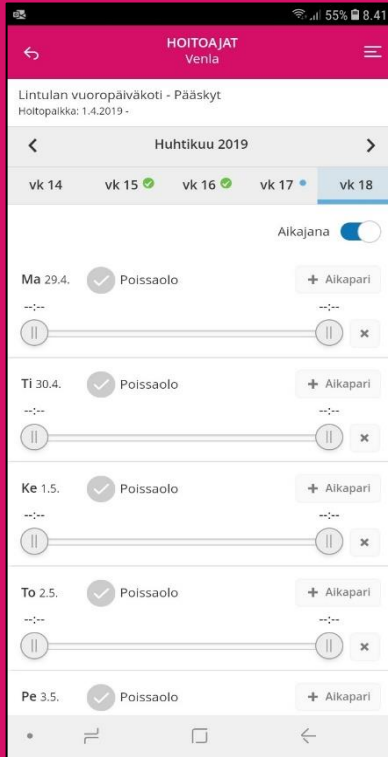 55% 8.41
HOITOAJAT
Venla
Lintulan vuoropäiväkoti - Pääskyt
Hoitopaikka: 1.4.2019 -
Huhtikuu 2019
vk 14 vk 15 vk 16 vk 17 vk 18
Aikajana
Ma 29.4. Poissaolo + Aikapari
--:-- --:--
Ti 30.4. Poissaolo + Aikapari
--:-- --:--
Ke 1.5. Poissaolo + Aikapari
--:-- --:--
To 2.5. Poissaolo + Aikapari
--:-- --:--
Pe 3.5. Poissaolo + Aikapari